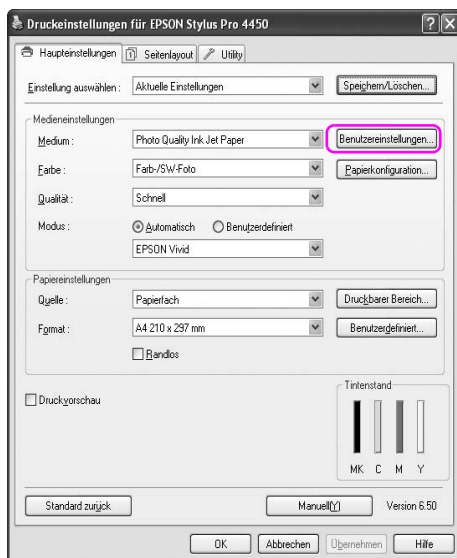 Druckeinstellungen für EPSON Stylus Pro 4450
Haupteinstellungen Seitenlayout Utility
Einstellung auswählen : Aktuelle Einstellungen Speichern/Löschen...
Medieneinstellungen
Medium : Photo Quality Ink Jet Paper Benutzereinstellungen...
Farbe : Farb-/SW-Foto Papierkonfiguration...
Qualität : Schnell
Modus : Automatisch Benutzerdefiniert
EPSON Vivid
Papiereinstellungen
Quelle : Papierfach Druckbarer Bereich...
Format : A4 210 x 297 mm Benutzerdefiniert...
Randlos
Druckvorschau
Tintenstand
MK C M Y
Standard zurück Manuell(Y) Version 6.50
OK Abbrechen Übernehmen Hilfe